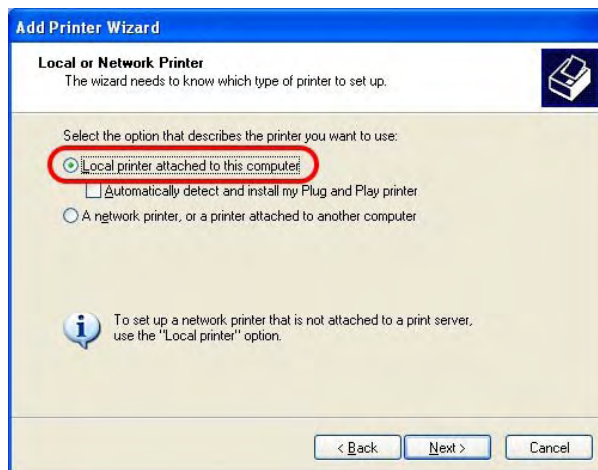 Add Printer Wizard
Local or Network Printer
The wizard needs to know which type of printer to set up.
Select the option that describes the printer you want to use:
Local printer attached to this computer
Automatically detect and install my Plug and Play printer
A network printer, or a printer attached to another computer
To set up a network printer that is not attached to a print server,
use the "Local printer" option.
< Back Next > Cancel